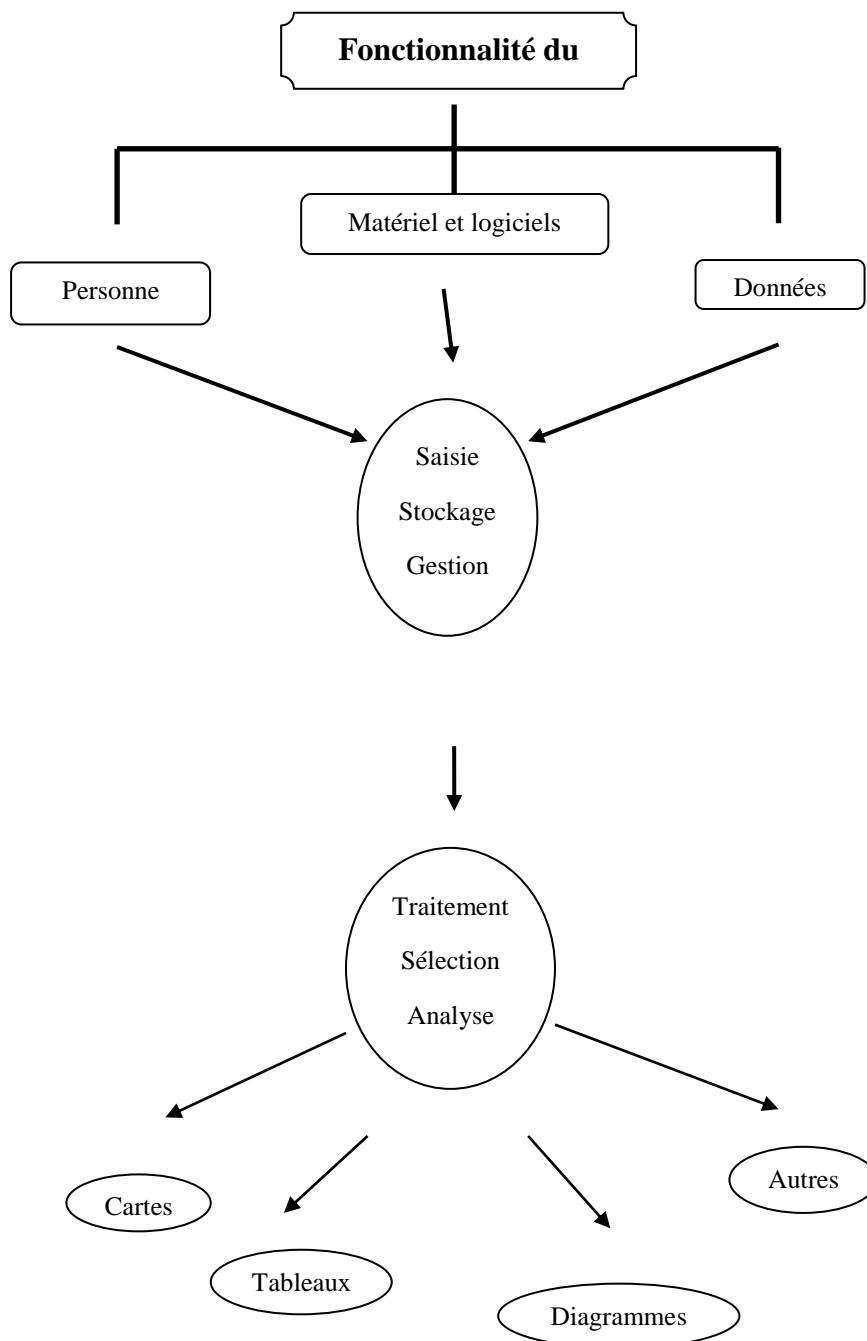 Fonctionnalité du
Matériel et logiciels
Personne
Données
Saisie
Stockage
Gestion
Traitement
Sélection
Analyse
Cartes
Autres
Tableaux
Diagrammes